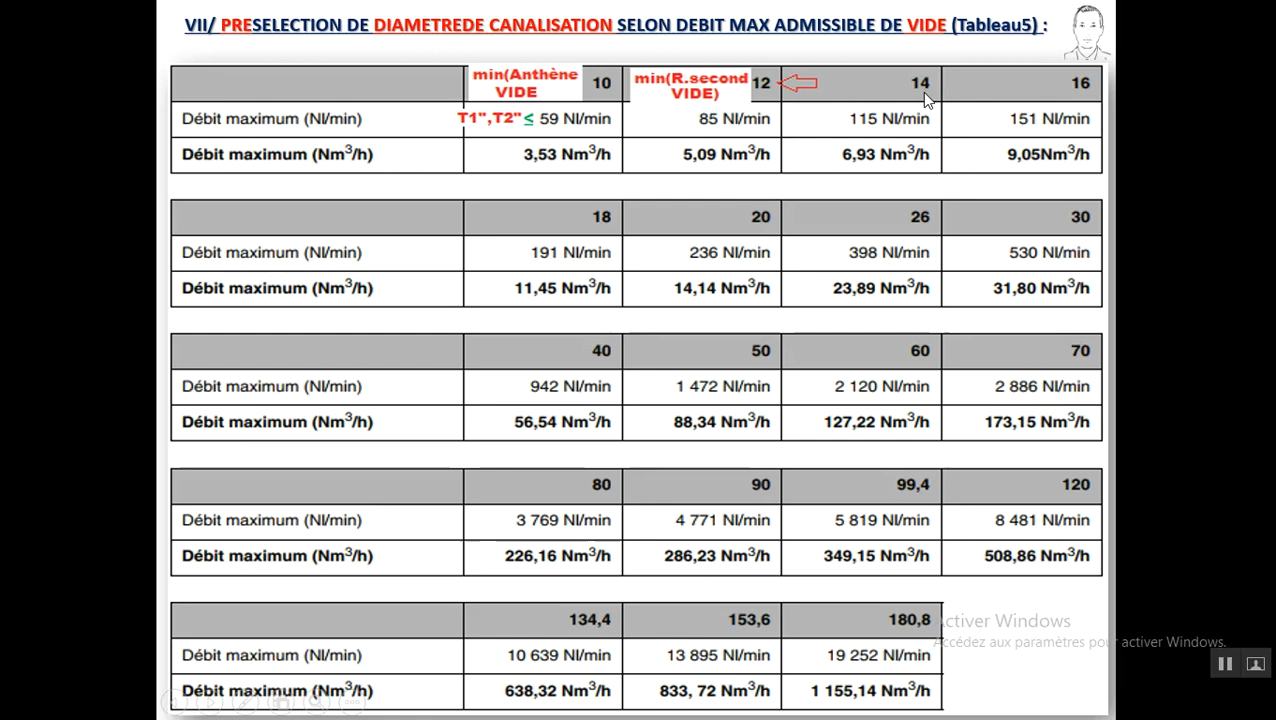 VII/ PRESELECTION DE DIAMETREDE CANALISATION SELON DEBIT MAX ADMISSIBLE DE VIDE (Tableau5) :
min(Anthène VIDE 10 min(R.second VIDE) 12 14 16
Débit maximum (Nl/min) T1",T2"≤ 59 Nl/min 85 Nl/min 115 Nl/min 151 Nl/min
Débit maximum (Nm³/h) 3,53 Nm³/h 5,09 Nm³/h 6,93 Nm³/h 9,05Nm³/h
18 20 26 30
Débit maximum (Nl/min) 191 Nl/min 236 Nl/min 398 Nl/min 530 Nl/min
Débit maximum (Nm³/h) 11,45 Nm³/h 14,14 Nm³/h 23,89 Nm³/h 31,80 Nm³/h
40 50 60 70
Débit maximum (Nl/min) 942 Nl/min 1 472 Nl/min 2 120 Nl/min 2 886 Nl/min
Débit maximum (Nm³/h) 56,54 Nm³/h 88,34 Nm³/h 127,22 Nm³/h 173,15 Nm³/h
80 90 99,4 120
Débit maximum (Nl/min) 3 769 Nl/min 4 771 Nl/min 5 819 Nl/min 8 481 Nl/min
Débit maximum (Nm³/h) 226,16 Nm³/h 286,23 Nm³/h 349,15 Nm³/h 508,86 Nm³/h
134,4 153,6 180,8
Débit maximum (Nl/min) 10 639 Nl/min 13 895 Nl/min 19 252 Nl/min
Débit maximum (Nm³/h) 638,32 Nm³/h 833, 72 Nm³/h 1 155,14 Nm³/h
Activer Windows
Accédez aux paramètres pour activer Windows.